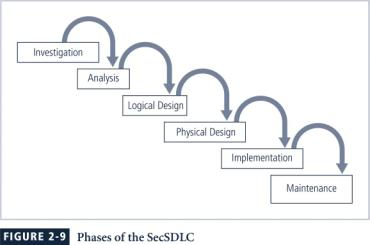 Investigation
Analysis
Logical Design
Physical Design
Implementation
Maintenance
FIGURE 2-9 Phases of the SecSDLC